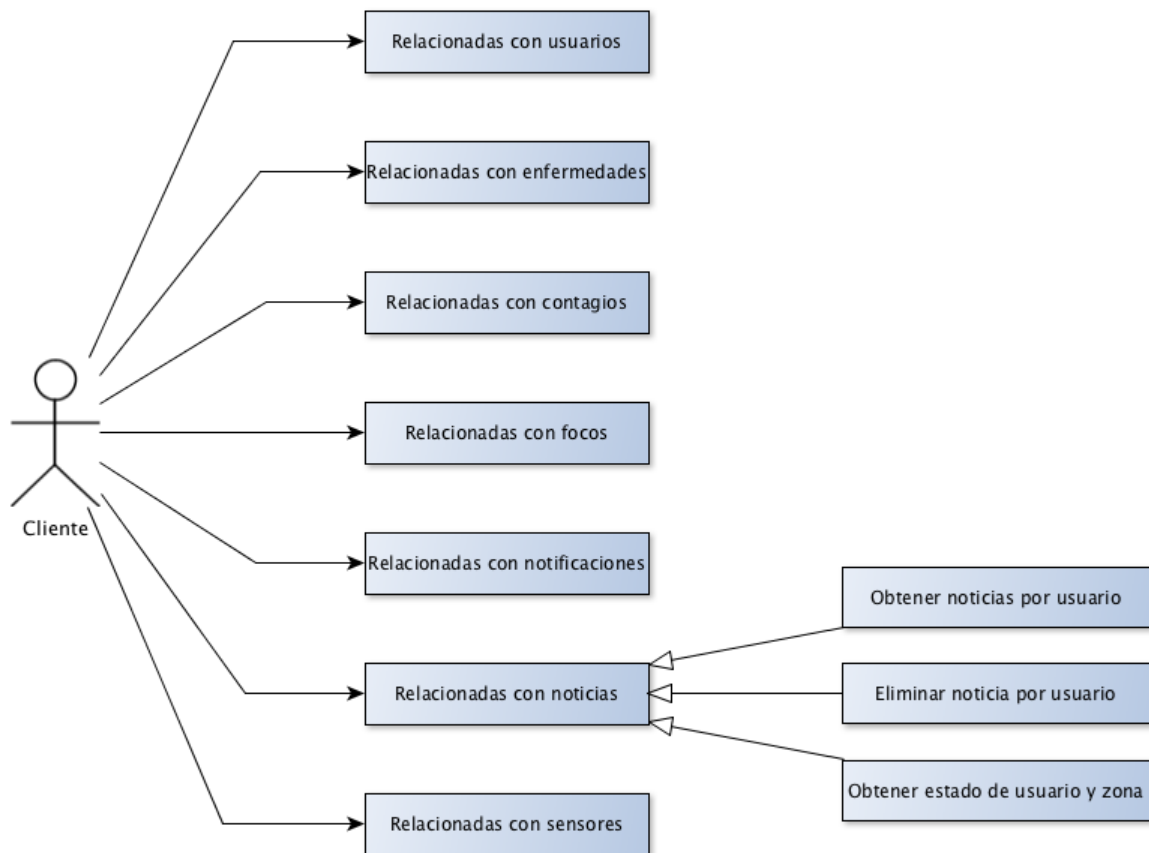 Relacionadas con usuarios
Relacionadas con enfermedades
Relacionadas con contagios
Relacionadas con focos
Cliente
Relacionadas con notificaciones
Obtener noticias por usuario
Relacionadas con noticias
Eliminar noticia por usuario
Obtener estado de usuario y zona
Relacionadas con sensores